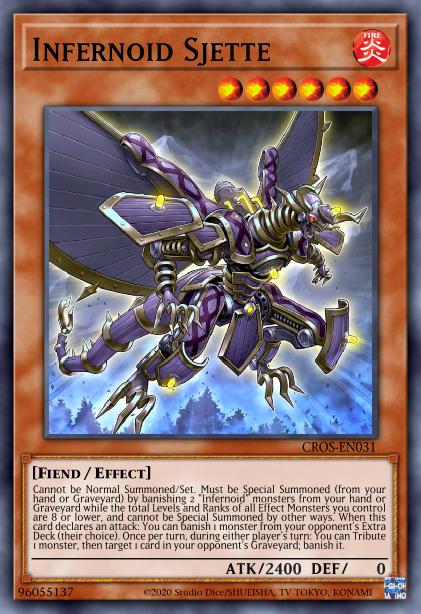 INFERNOID SJETTE
FIRE
炎
CROS-EN031
[FIEND / EFFECT]
Cannot be Normal Summoned/Set. Must be Special Summoned (from your
hand or Graveyard) by banishing 2 "Infernoid" monsters from your hand or
Graveyard while the total Levels and Ranks of all Effect Monsters you
control are 8 or lower, and cannot be Special Summoned by other ways. When this
card declares an attack: You can banish 1 monster from your opponent's Extra
Deck (their choice). Once per turn, during either player's turn: You can Tribute
1 monster, then target 1 card in your opponent's Graveyard; banish it.
ATK/2400 DEF/ 0
96055137
©2020 Studio Dice/SHUEISHA, TV TOKYO, KONAMI